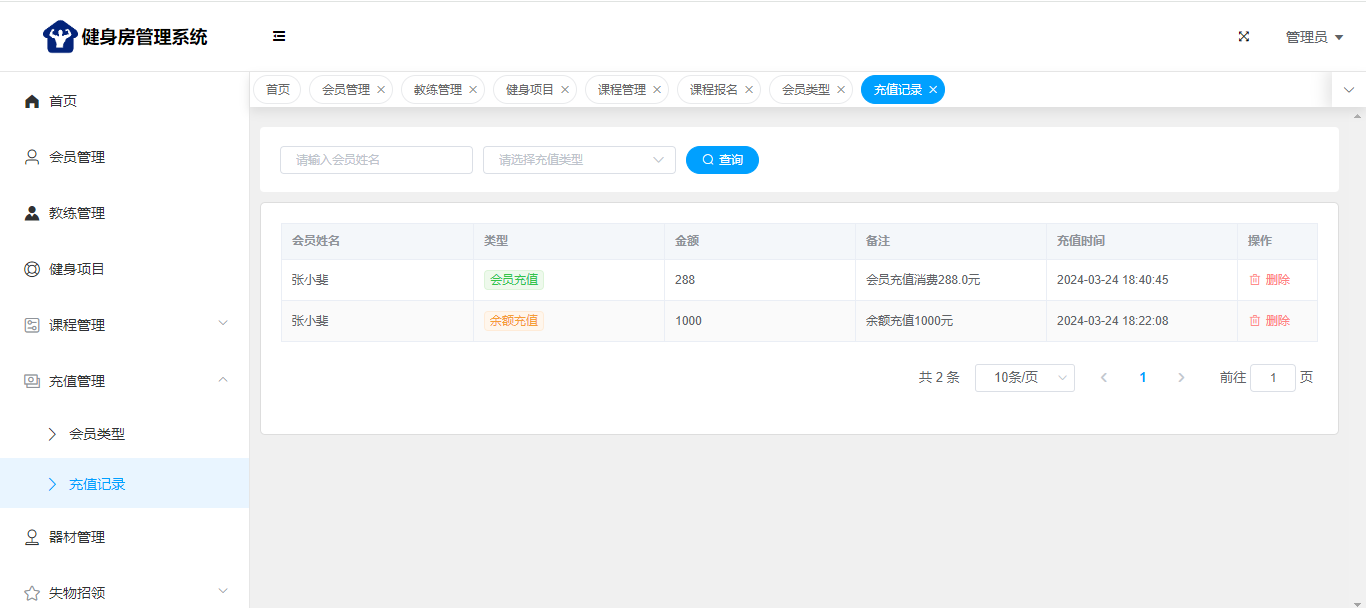 健身房管理系统
管理员
首页
会员管理
教练管理
健身项目
课程管理
充值管理
会员类型
充值记录
器材管理
失物招领
首页 会员管理 教练管理 健身项目 课程管理 课程报名 会员类型 充值记录
请输入会员姓名 请选择充值类型 查询
会员姓名 类型 金额 备注 充值时间 操作
张小斐 会员充值 288 会员充值消费288.0元 2024-03-24 18:40:45 删除
张小斐 余额充值 1000 余额充值1000元 2024-03-24 18:22:08 删除
共 2 条 10条/页 1 前往 1 页